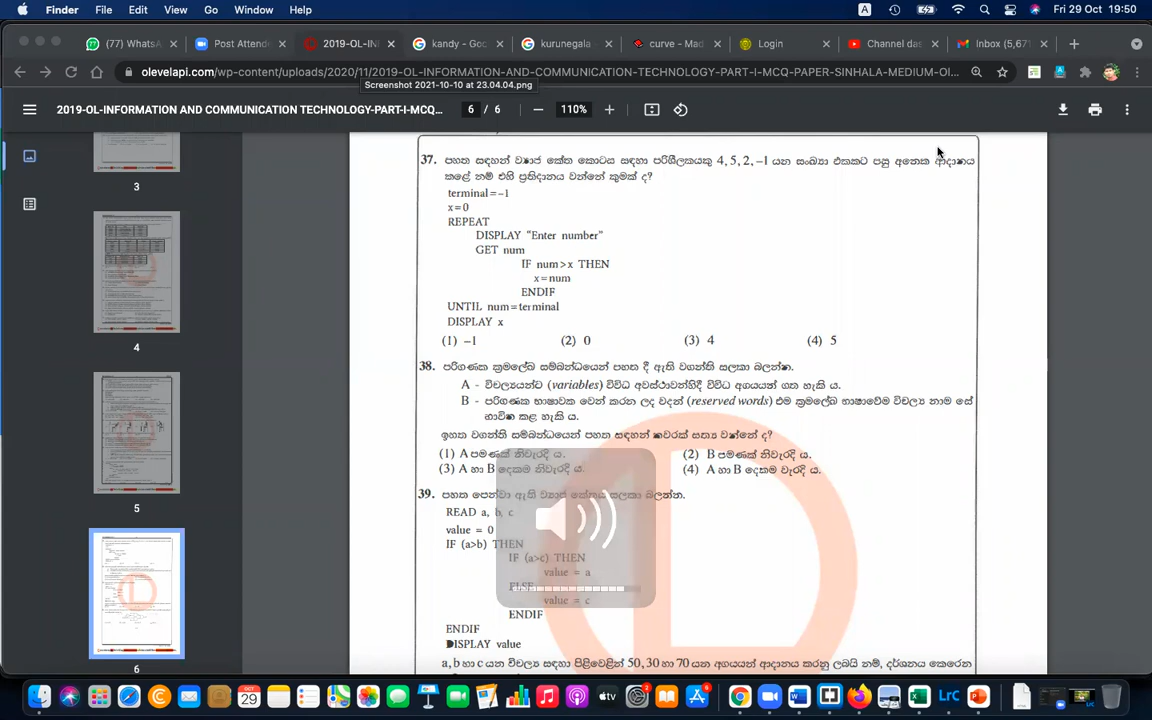 Finder File Edit View Go Window Help
A Fri 29 Oct 19:50
(77) WhatsA
Post Attende
2019-OL-IN
kandy - Goo
kurunegala -
curve - Mad
Login
Channel das
Inbox (5,67
olevelapi.com/wp-content/uploads/2020/11/2019-OL-INFORMATION-AND-COMMUNICATION-TECHNOLOGY-PART-I-MCQ-PAPER-SINHALA-MEDIUM-OL...
Screenshot 2021-10-10 at 23.04.04.png
2019-OL-INFORMATION AND COMMUNICATION TECHNOLOGY-PART-I-MCQ...
6 / 6
110%
3
4
5
6
37. පහත සඳහන් ව්‍යාජ කේත කොටස සඳහා පරිශීලකයකු 4, 5, 2, −1 යන සංඛ්‍යා එකකට පසු අනෙක ආදානය
කළේ නම් එහි ප්‍රතිදානය වන්නේ කුමක් ද?
terminal = −1
x = 0
REPEAT
DISPLAY “Enter number”
GET num
IF num > x THEN
x = num
ENDIF
UNTIL num = terminal
DISPLAY x
(1) −1 (2) 0 (3) 4 (4) 5
38. පරිගණක ක්‍රමලේඛ සම්බන්ධයෙන් පහත දී ඇති වගන්ති සලකා බලන්න.
A - විචල්‍යයන්ට (variables) විවිධ අවස්ථාවන්හිදී විවිධ අගයයන් ගත හැකි ය.
B - පරිගණක භාෂාවක වෙන් කරන ලද වදන් (reserved words) එම ක්‍රමලේඛ භාෂාවේම විචල්‍ය නාම සේ
භාවිත කළ හැකි ය.
ඉහත වගන්ති සම්බන්ධයෙන් පහත සඳහන් කවරක් සත්‍ය වන්නේ ද?
(1) A පමණක් නිවැරදි ය. (2) B පමණක් නිවැරදි ය.
(3) A හා B දෙකම නිවැරදි ය. (4) A හා B දෙකම වැරදි ය.
39. පහත පෙන්වා ඇති ව්‍යාජ කේතය සලකා බලන්න.
READ a, b, c
value = 0
IF (a>b) THEN
IF (a>c) THEN
value = a
ELSE
value = c
ENDIF
ENDIF
DISPLAY value
a, b හා c යන විචල්‍ය සඳහා පිළිවෙළින් 50, 30 හා 70 යන අගයයන් ආදානය කරනු ලබයි නම්, දර්ශනය කෙරෙන